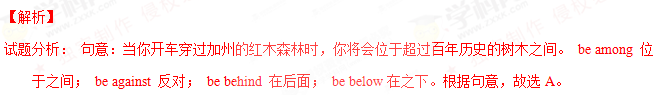 【解析】
试题分析： 句意：当你开车穿过加州的红木森林时，你将会位于超过百年历史的树木之间。 be among 位
于之间； be against 反对； be behind 在后面； be below 在之下。根据句意，故选 A。